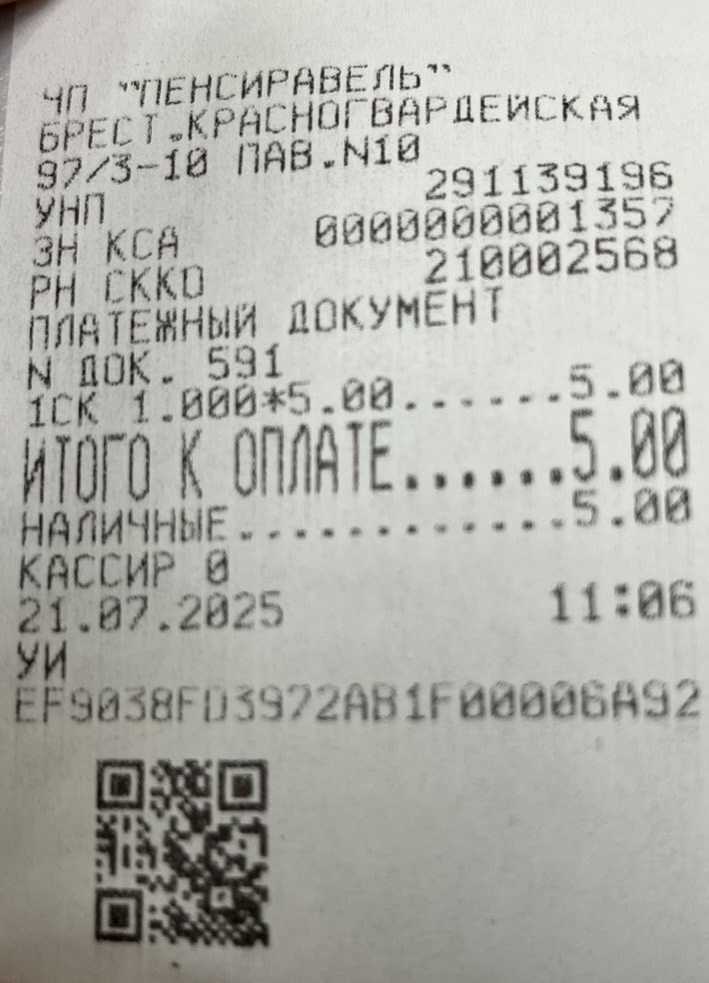 ЧП "ПЕНСИРАВЕЛЬ"
БРЕСТ.КРАСНОГВАРДЕЙСКАЯ
97/3-10 ПАВ.N10
УНП 291139196
ЗН КСА 0000000001357
РН СККО 210002568
ПЛАТЕЖНЫЙ ДОКУМЕНТ
N ДОК. 591
1СК 1.000*5.00......5.00
ИТОГО К ОПЛАТЕ......5.00
НАЛИЧНЫЕ............5.00
КАССИР 0
21.07.2025 11:06
УИ
EF9038FD3972AB1F00006A92